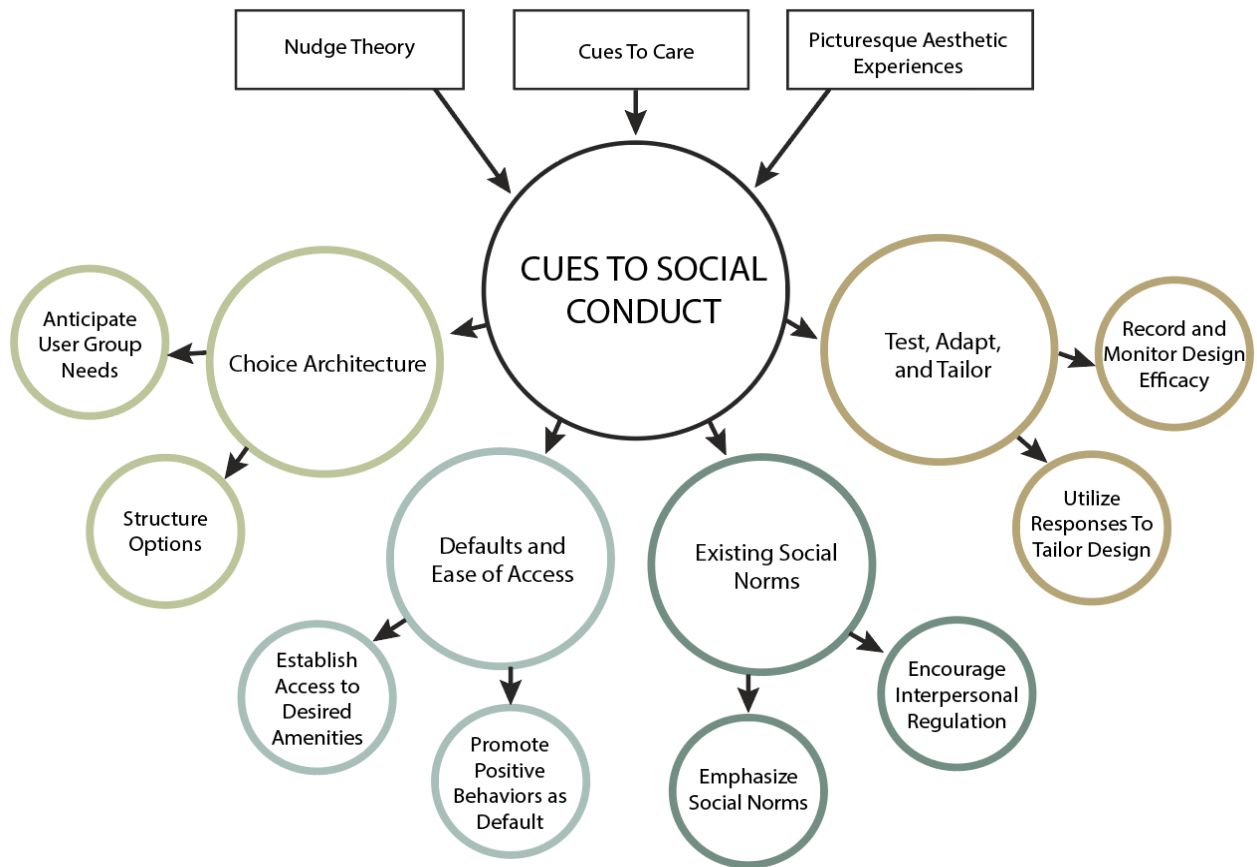 Nudge Theory
Cues To Care
Picturesque Aesthetic
Experiences
CUES TO SOCIAL
CONDUCT
Anticipate
User Group
Needs
Choice Architecture
Structure
Options
Defaults and
Ease of Access
Establish
Access to
Desired
Amenities
Promote
Positive
Behaviors as
Default
Existing Social
Norms
Emphasize
Social Norms
Encourage
Interpersonal
Regulation
Test, Adapt,
and Tailor
Record and
Monitor Design
Efficacy
Utilize
Responses To
Tailor Design